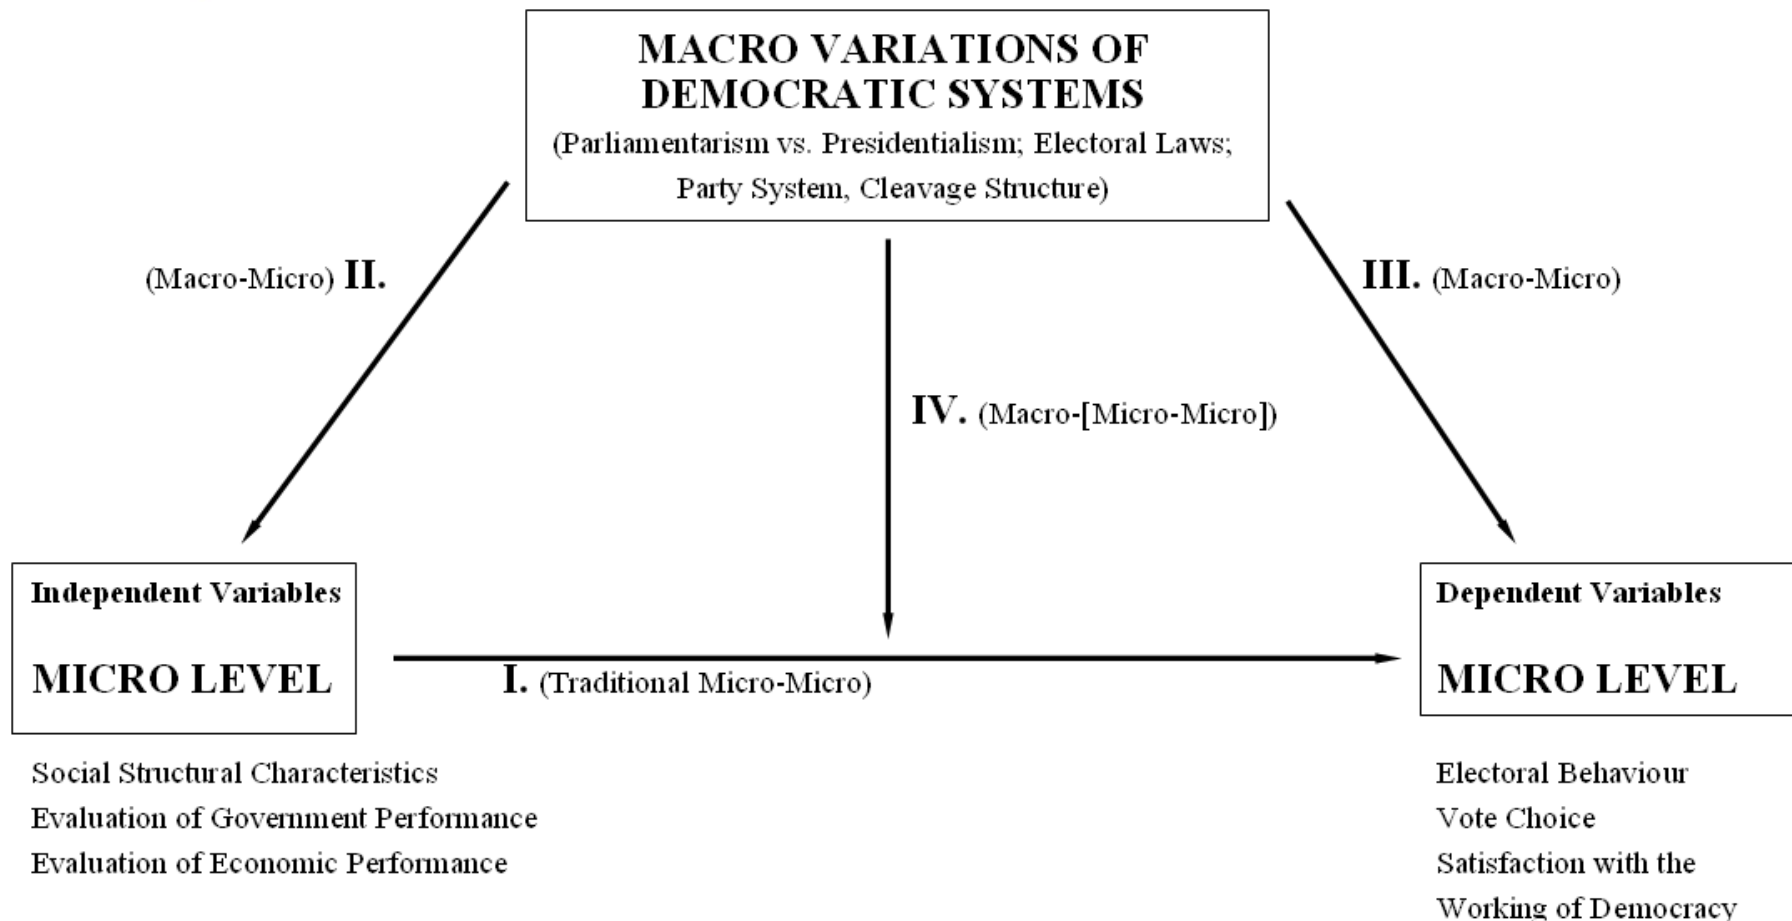 MACRO VARIATIONS OF
DEMOCRATIC SYSTEMS
(Parliamentarism vs. Presidentialism; Electoral Laws;
Party System, Cleavage Structure)
(Macro-Micro) II.
III. (Macro-Micro)
IV. (Macro-[Micro-Micro])
Independent Variables
MICRO LEVEL
I. (Traditional Micro-Micro)
Dependent Variables
MICRO LEVEL
Social Structural Characteristics
Evaluation of Government Performance
Evaluation of Economic Performance
Electoral Behaviour
Vote Choice
Satisfaction with the
Working of Democracy